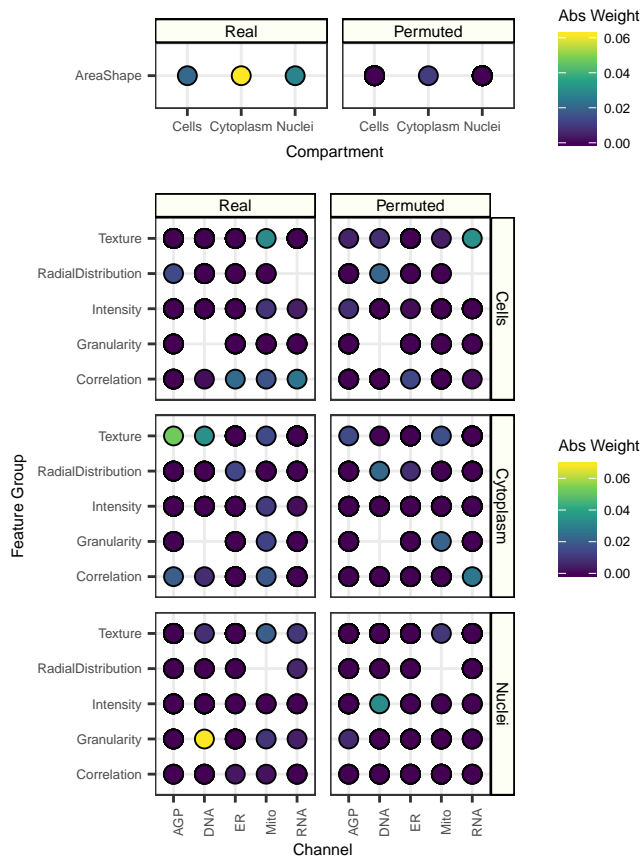 Real Permuted
AreaShape
Cells Cytoplasm Nuclei Cells Cytoplasm Nuclei
Compartment
Abs Weight
0.06
0.04
0.02
0.00
Real Permuted
Texture
RadialDistribution
Intensity
Granularity
Correlation
Cells
Texture
RadialDistribution
Intensity
Granularity
Correlation
Cytoplasm
Texture
RadialDistribution
Intensity
Granularity
Correlation
Nuclei
Feature Group
AGP DNA ER Mito RNA AGP DNA ER Mito RNA
Channel
Abs Weight
0.06
0.04
0.02
0.00